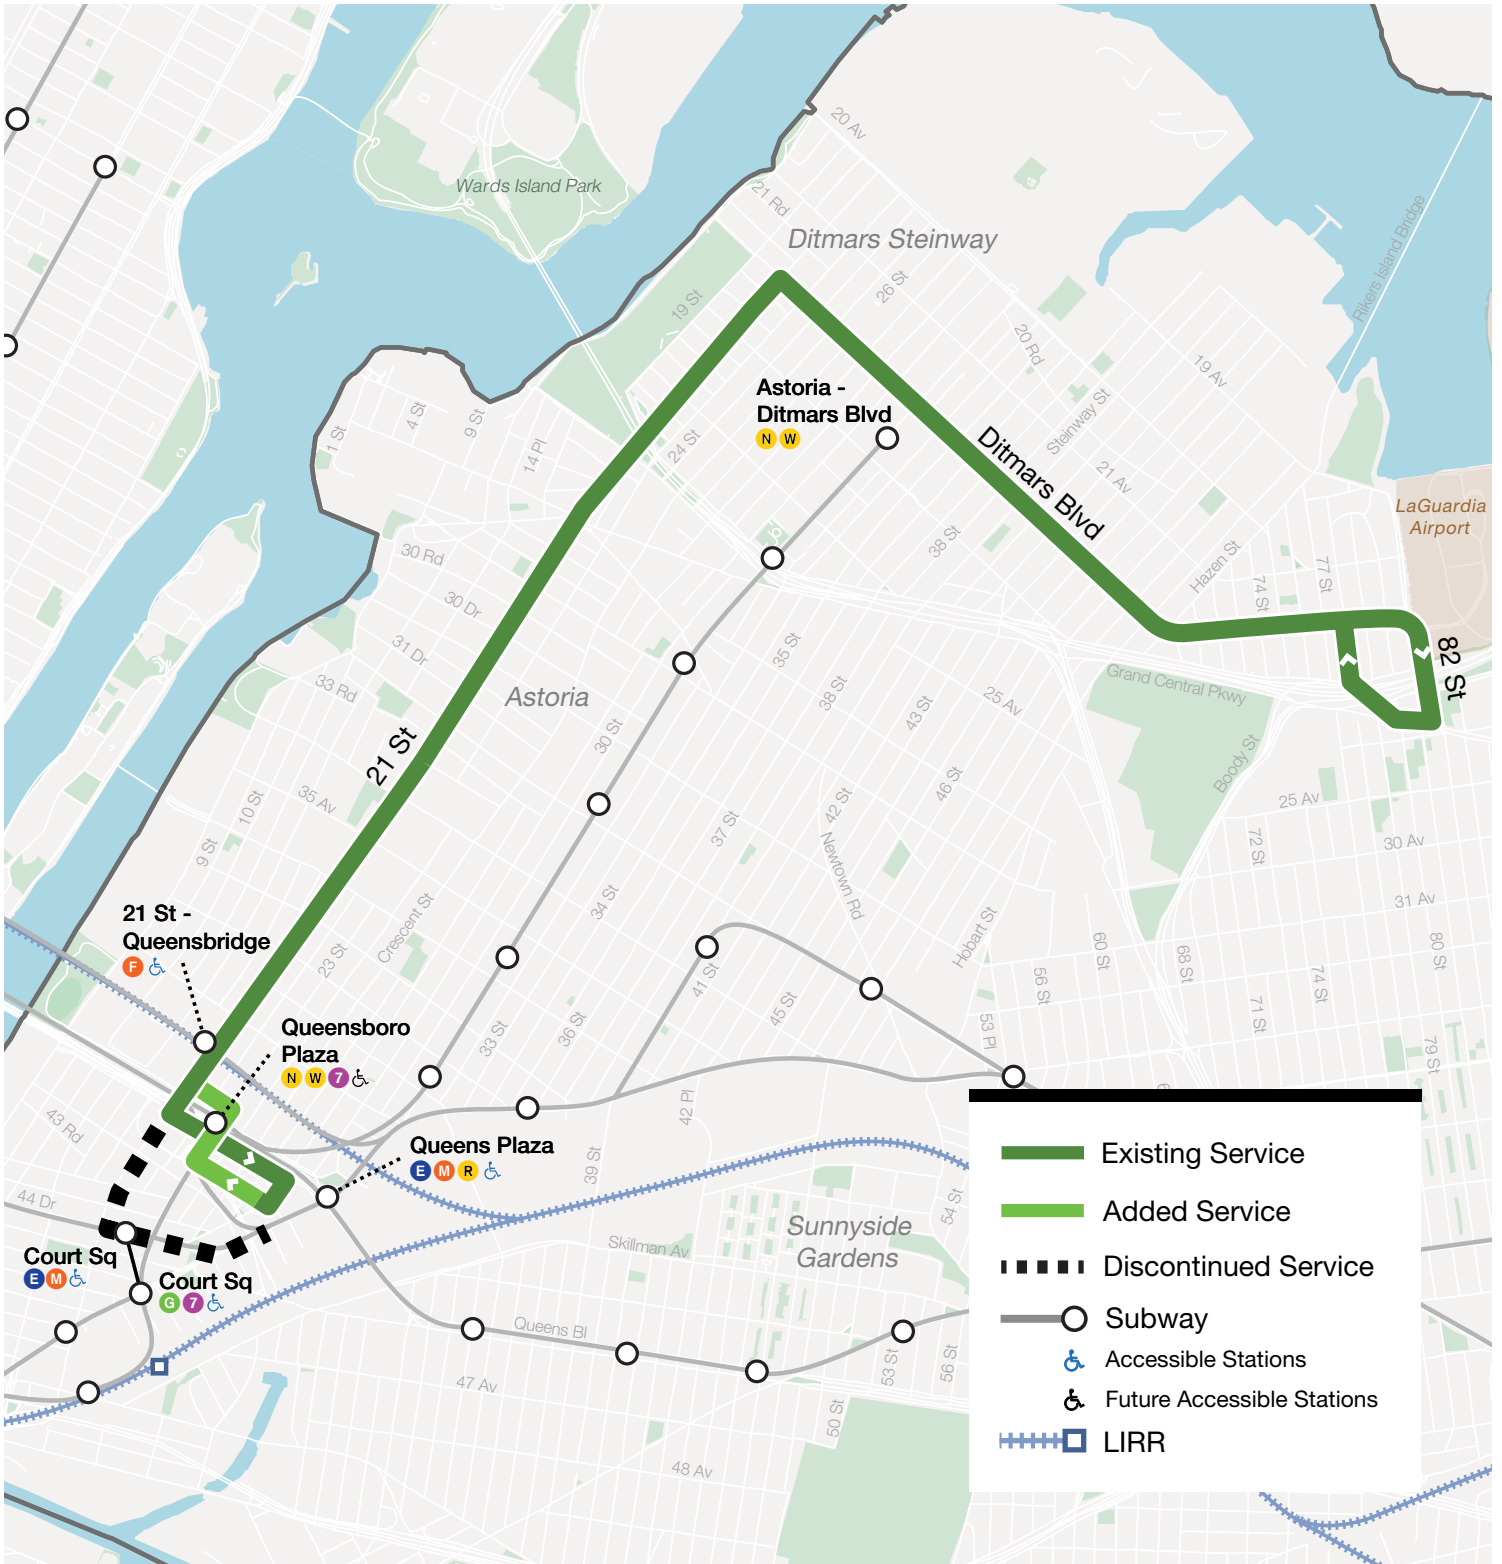 20 Av
Wards Island Park
21 Rd
Ditmars Steinway
Rikers Island Bridge
26 St
19 St
20 Rd
19 Av
Astoria -
Ditmars Blvd
N W
Steinway St
1 St
4 St
9 St
14 Pl
24 St
21 Av
Ditmars Blvd
LaGuardia
Airport
38 St
Hazen St
74 St
77 St
30 Rd
30 Dr
31 Dr
33 Rd
35 St
82 St
Grand Central Pkwy
Astoria
38 St
43 St
25 Av
30 St
21 St
Boody St
35 Av
10 St
9 St
46 St
42 St
37 St
Newtown Rd
25 Av
72 St
30 Av
31 Av
34 St
Crescent St
23 St
21 St -
Queensbridge
F
Hobart St
60 St
68 St
80 St
41 St
45 St
56 St
74 St
71 St
33 St
36 St
53 Pl
79 St
Queensboro
Plaza
N W 7
43 Rd
42 Pl
Queens Plaza
E M R
39 St
44 Dr
54 St
Sunnyside
Gardens
Skillman Av
Court Sq
E M
Court Sq
G 7
Queens Bl
47 Av
53 St
56 St
50 St
48 Av
Existing Service
Added Service
Discontinued Service
Subway
Accessible Stations
Future Accessible Stations
LIRR